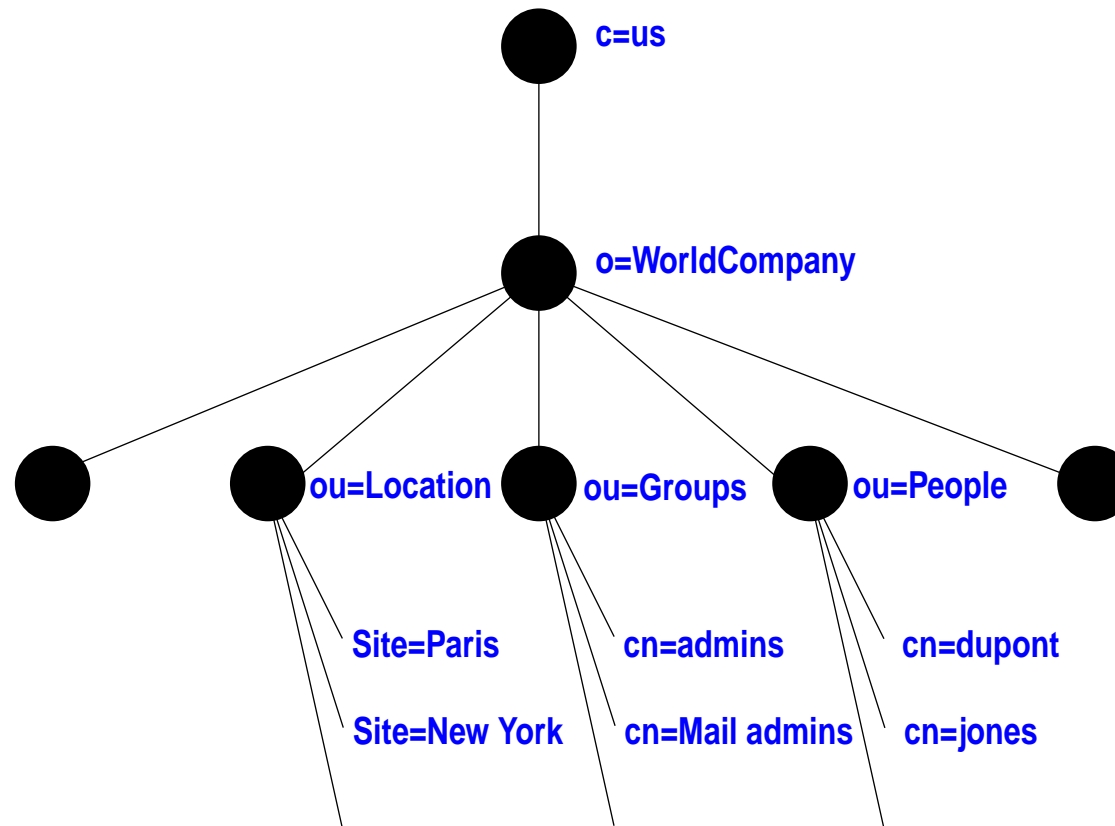 c=us
o=WorldCompany
ou=Location
ou=Groups
ou=People
Site=Paris
cn=admins
cn=dupont
Site=New York
cn=Mail admins
cn=jones